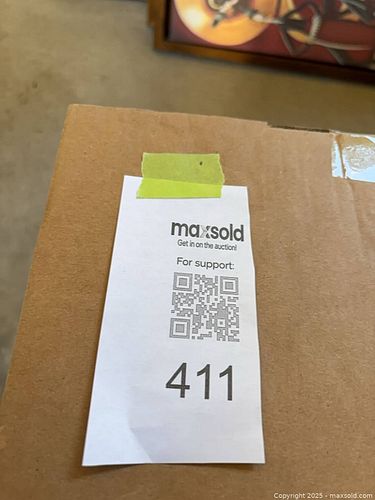 maxsold
Get in on the auction!
For support:
411
Copyright 2025 - maxsold.com